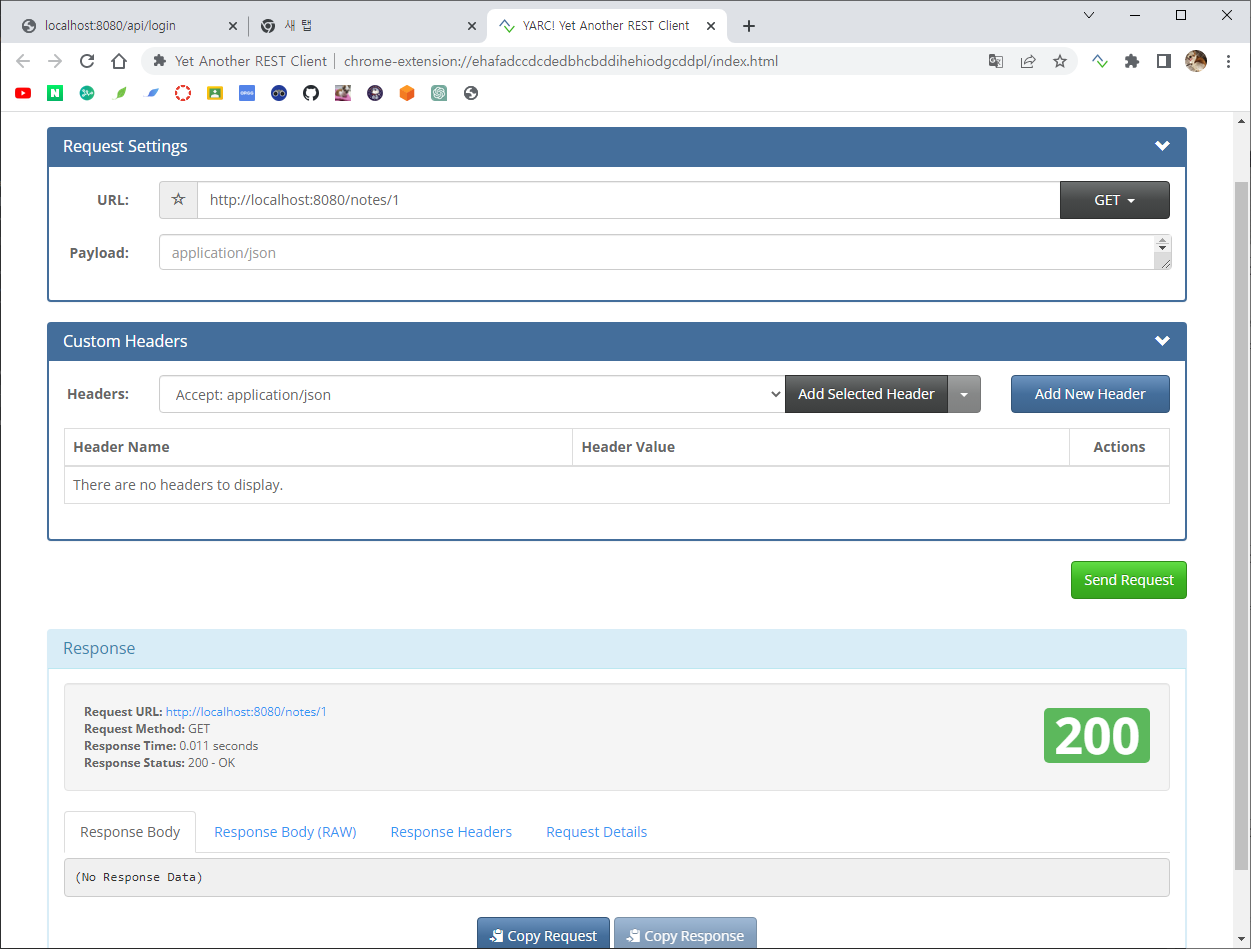 localhost:8080/api/login
새 탭
YARC! Yet Another REST Client
Yet Another REST Client | chrome-extension://ehafadccdcdedbhcbddihehiodgcddpl/index.html
Request Settings
URL: http://localhost:8080/notes/1 GET
Payload: application/json
Custom Headers
Headers: Accept: application/json Add Selected Header Add New Header
Header Name Header Value Actions
There are no headers to display.
Send Request
Response
Request URL: http://localhost:8080/notes/1
Request Method: GET
Response Time: 0.011 seconds
Response Status: 200 - OK
200
Response Body Response Body (RAW) Response Headers Request Details
(No Response Data)
Copy Request Copy Response